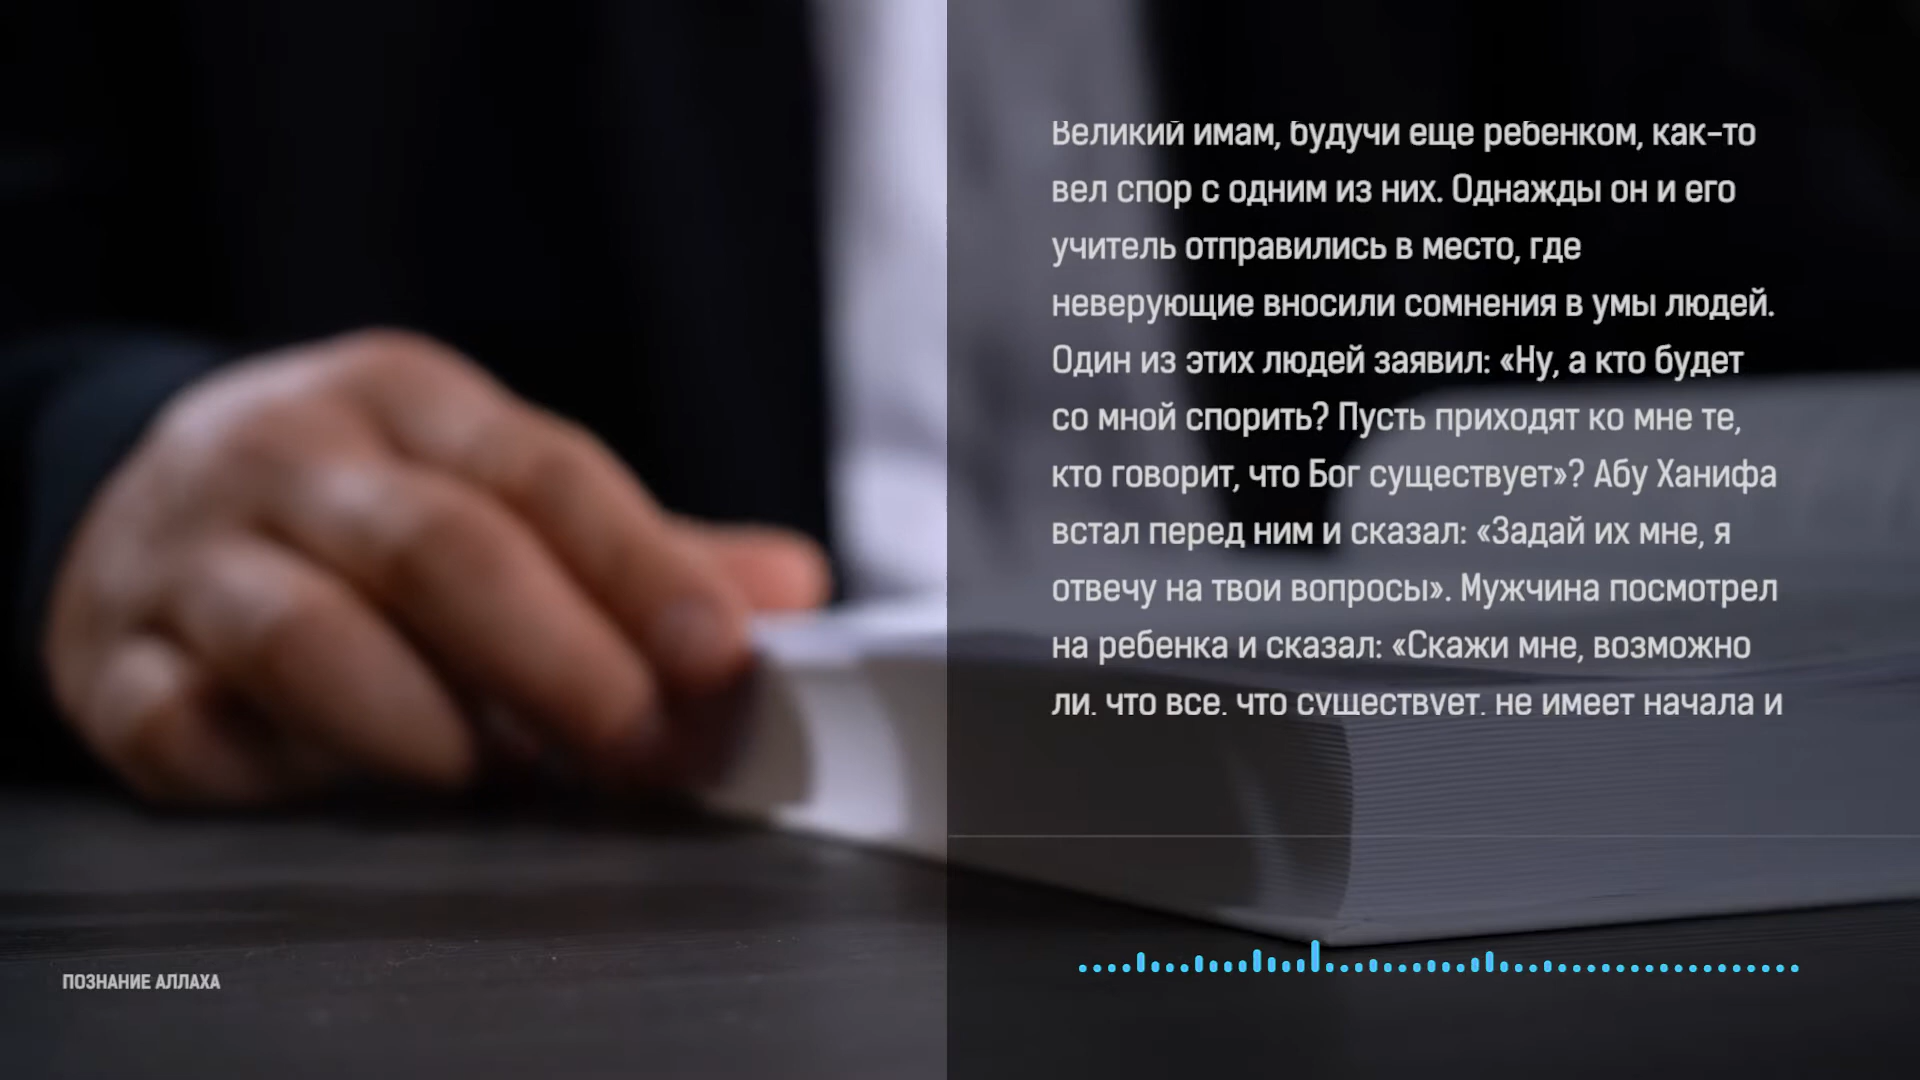 Великий имам, будучи еще ребенком, как-то
вел спор с одним из них. Однажды он и его
учитель отправились в место, где
неверующие вносили сомнения в умы людей.
Один из этих людей заявил: «Ну, а кто будет
со мной спорить? Пусть приходят ко мне те,
кто говорит, что Бог существует»? Абу Ханифа
встал перед ним и сказал: «Задай их мне, я
отвечу на твои вопросы». Мужчина посмотрел
на ребенка и сказал: «Скажи мне, возможно
ли, что все, что существует, не имеет начала и
ПОЗНАНИЕ АЛЛАХА